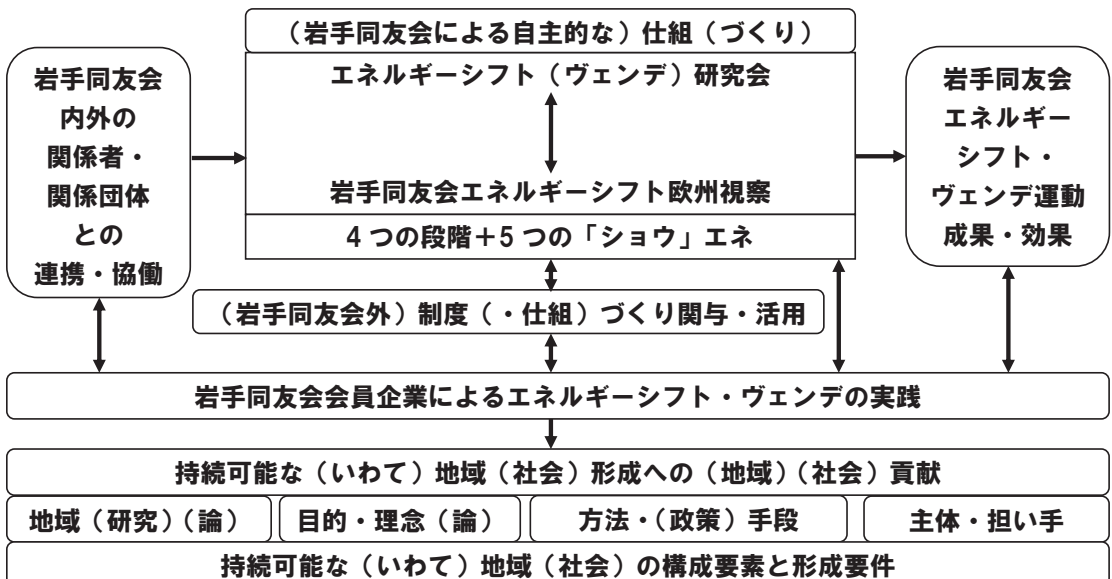 （岩手同友会による自主的な）仕組（づくり）
岩手同友会
内外の
関係者・
関係団体
との
連携・協働
エネルギーシフト（ヴェンデ）研究会
岩手同友会エネルギーシフト欧州視察
4つの段階＋5つの「ショウ」エネ
岩手同友会
エネルギー
シフト・
ヴェンデ運動
成果・効果
（岩手同友会外）制度（・仕組）づくり関与・活用
岩手同友会会員企業によるエネルギーシフト・ヴェンデの実践
持続可能な（いわて）地域（社会）形成への（地域）（社会）貢献
地域（研究）（論）
目的・理念（論）
方法・（政策）手段
主体・担い手
持続可能な（いわて）地域（社会）の構成要素と形成要件